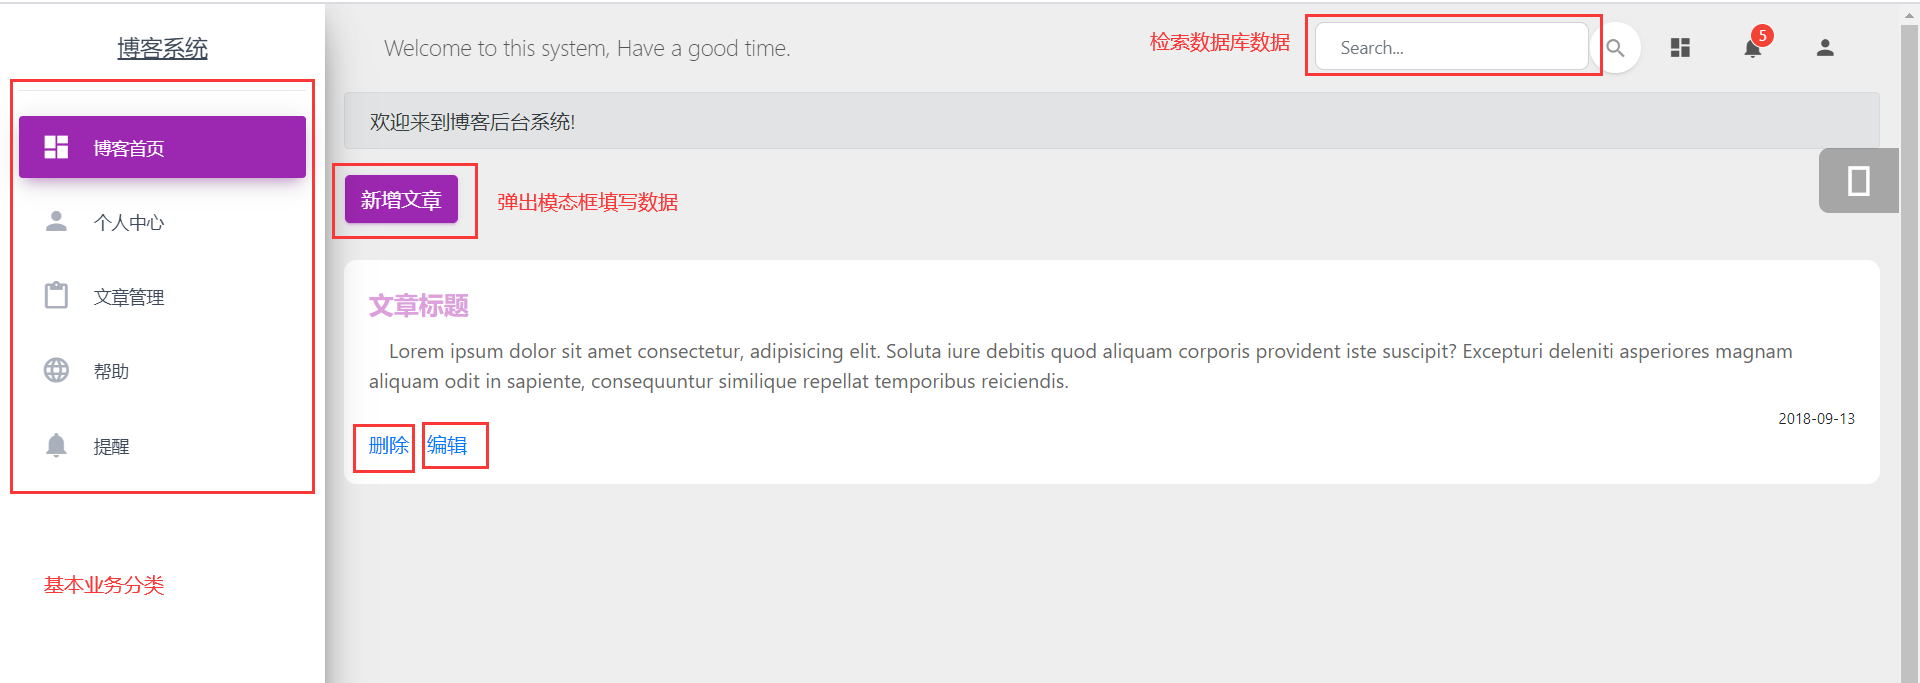 博客系统
Welcome to this system, Have a good time.
检索数据库数据
Search...
5
博客首页
个人中心
文章管理
帮助
提醒
基本业务分类
欢迎来到博客后台系统!
新增文章
弹出模态框填写数据
文章标题
Lorem ipsum dolor sit amet consectetur, adipisicing elit. Soluta iure debitis quod aliquam corporis provident iste suscipit? Excepturi deleniti asperiores magnam
aliquam odit in sapiente, consequuntur similique repellat temporibus reiciendis.
2018-09-13
删除 编辑